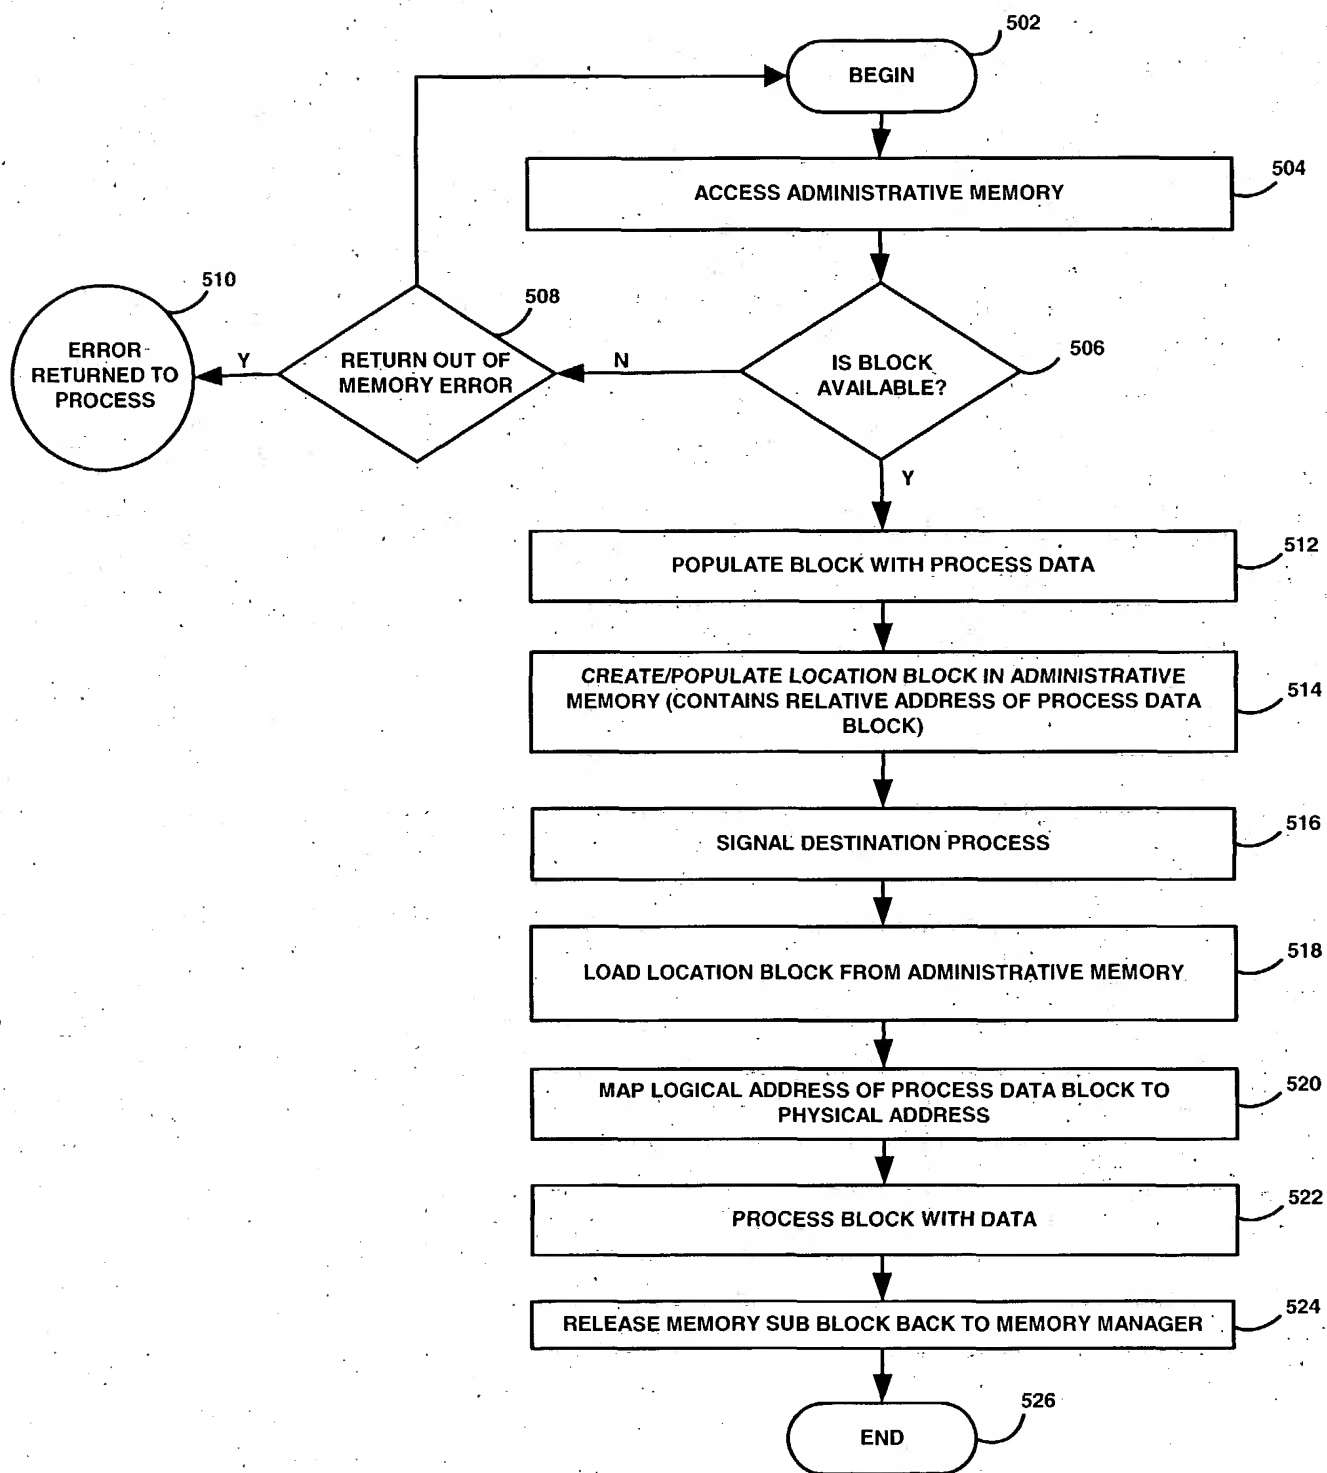 502
BEGIN
504
ACCESS ADMINISTRATIVE MEMORY
510
508
ERROR
RETURNED TO
PROCESS
Y
RETURN OUT OF
MEMORY ERROR
N
IS BLOCK
AVAILABLE?
506
Y
512
POPULATE BLOCK WITH PROCESS DATA
CREATE/POPULATE LOCATION BLOCK IN ADMINISTRATIVE
MEMORY (CONTAINS RELATIVE ADDRESS OF PROCESS DATA
BLOCK)
514
516
SIGNAL DESTINATION PROCESS
518
LOAD LOCATION BLOCK FROM ADMINISTRATIVE MEMORY
520
MAP LOGICAL ADDRESS OF PROCESS DATA BLOCK TO
PHYSICAL ADDRESS
522
PROCESS BLOCK WITH DATA
524
RELEASE MEMORY SUB BLOCK BACK TO MEMORY MANAGER
526
END